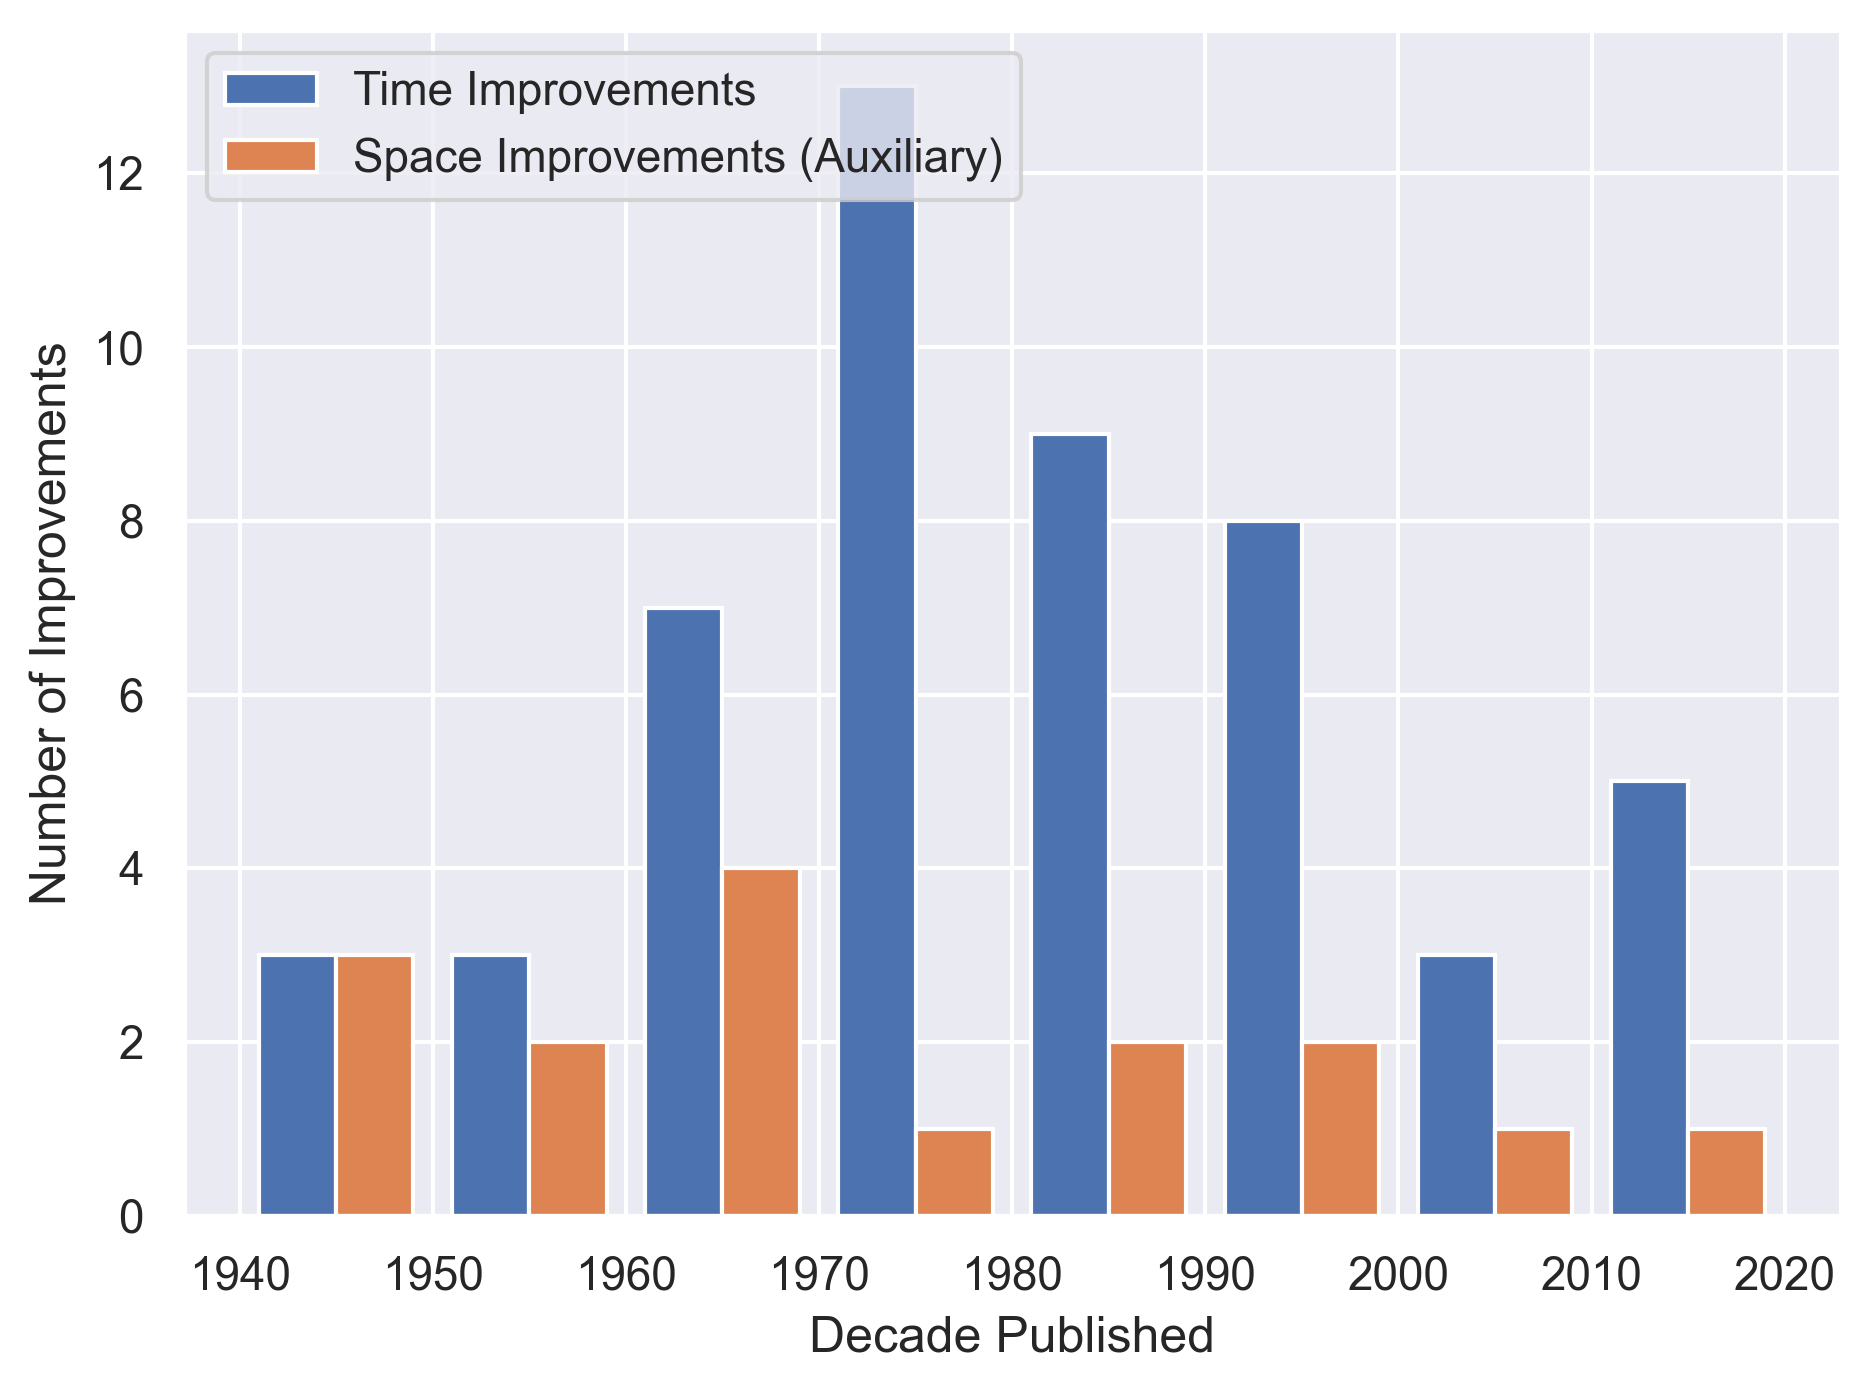 Time Improvements
Space Improvements (Auxiliary)
12
10
8
6
4
2
0
Number of Improvements
1940 1950 1960 1970 1980 1990 2000 2010 2020
Decade Published